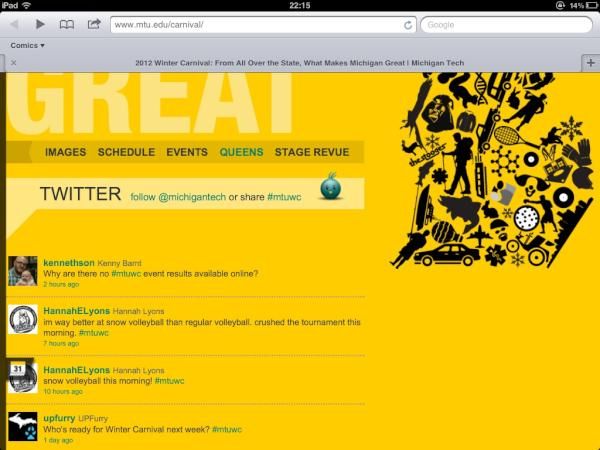 iPad
22:15
14%
www.mtu.edu/carnival/
Google
Comics ▾
2012 Winter Carnival: From All Over the State, What Makes Michigan Great | Michigan Tech
GREAT
IMAGES SCHEDULE EVENTS QUEENS STAGE REVUE
TWITTER follow @michigantech or share #mtuwc
the stooges
kennethson Kenny Barnt
Why are there no #mtuwc event results available online?
2 hours ago
HannahELyons Hannah Lyons
im way better at snow volleyball than regular volleyball. crushed the tournament this
morning. #mtuwc
7 hours ago
31
HannahELyons Hannah Lyons
snow volleyball this morning! #mtuwc
10 hours ago
upfurry UPFurry
Who's ready for Winter Carnival next week? #mtuwc
1 day ago